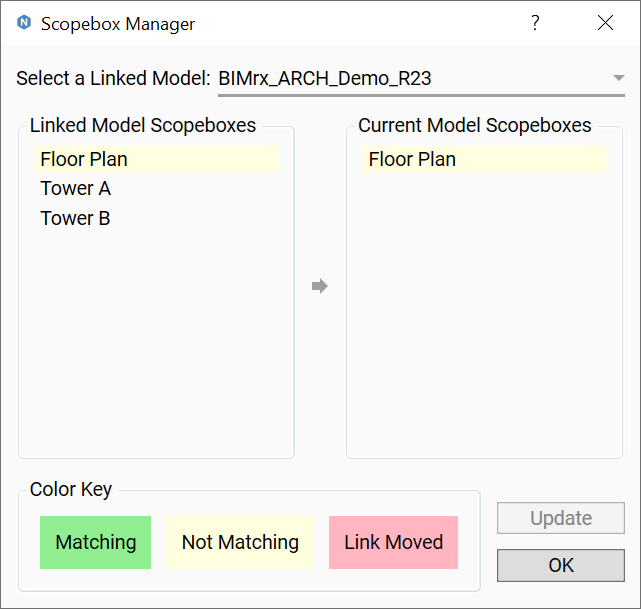 Scopebox Manager
?
Select a Linked Model: BIMrx_ARCH_Demo_R23
Linked Model Scopeboxes
Floor Plan
Tower A
Tower B
Current Model Scopeboxes
Floor Plan
Color Key
Matching
Not Matching
Link Moved
Update
OK